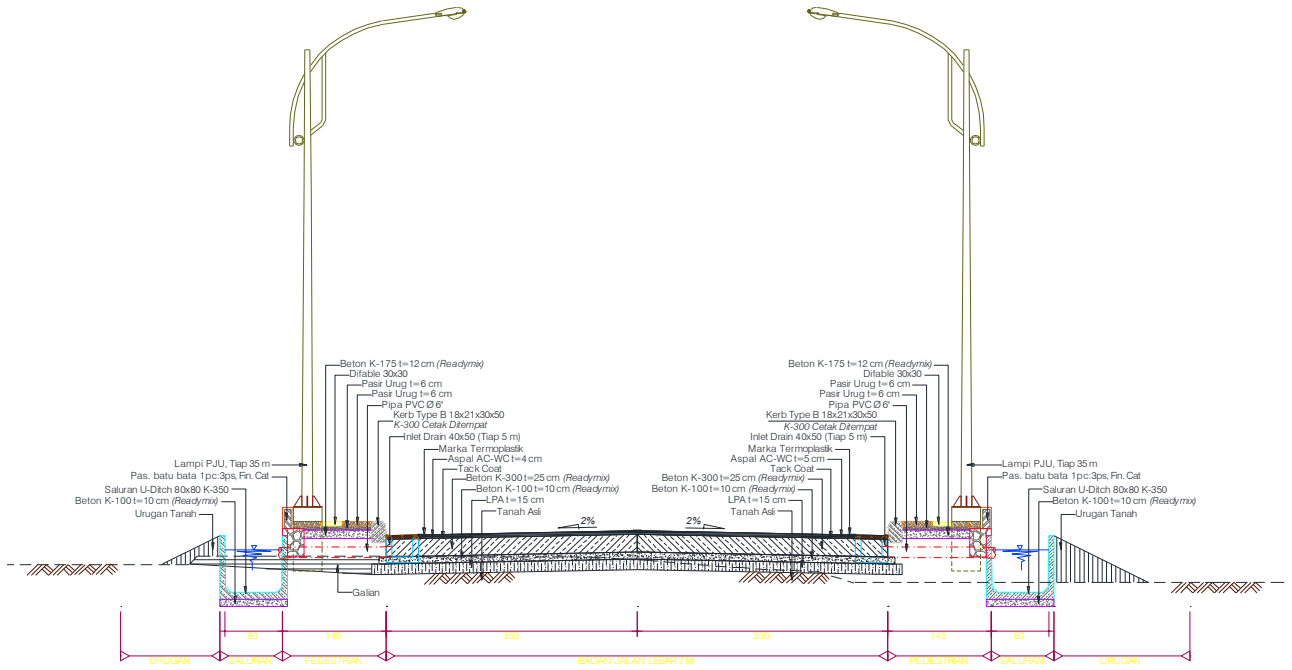 Beton K-175 t=12 cm (Readymix)
Difable 30x30
Pasir Urug t=6 cm
Pasir Urug t=6 cm
Pipa PVC Ø 6"
Kerb Type B 18x21x30x50
K-300 Cetak Ditempat
Inlet Drain 40x50 (Tiap 5 m)
Marka Termoplastik
Aspal AC-WC t=4 cm
Tack Coat
Beton K-300 t=25 cm (Readymix)
Beton K-100 t=10 cm (Readymix)
LPA t=15 cm
Tanah Asli
Lampi PJU, Tiap 35 m
Pas. batu bata 1pc:3ps, Fin. Cat
Saluran U-Ditch 80x80 K-350
Beton K-100 t=10 cm (Readymix)
Urugan Tanah
Galian
2%
2%
Beton K-175 t=12 cm (Readymix)
Difable 30x30
Pasir Urug t=6 cm
Pasir Urug t=6 cm
Pipa PVC Ø 6"
Kerb Type B 18x21x30x50
K-300 Cetak Ditempat
Inlet Drain 40x50 (Tiap 5 m)
Marka Termoplastik
Aspal AC-WC t=5 cm
Tack Coat
Beton K-300 t=25 cm (Readymix)
Beton K-100 t=10 cm (Readymix)
LPA t=15 cm
Tanah Asli
Lampi PJU, Tiap 35 m
Pas. batu bata 1pc:3ps, Fin. Cat
Saluran U-Ditch 80x80 K-350
Beton K-100 t=10 cm (Readymix)
Urugan Tanah
145
350
350
145
URUGAN
SALURAN
PEDESTRIAN
BADAN JALAN LEBAR 7 M
PEDESTRIAN
SALURAN
URUGAN